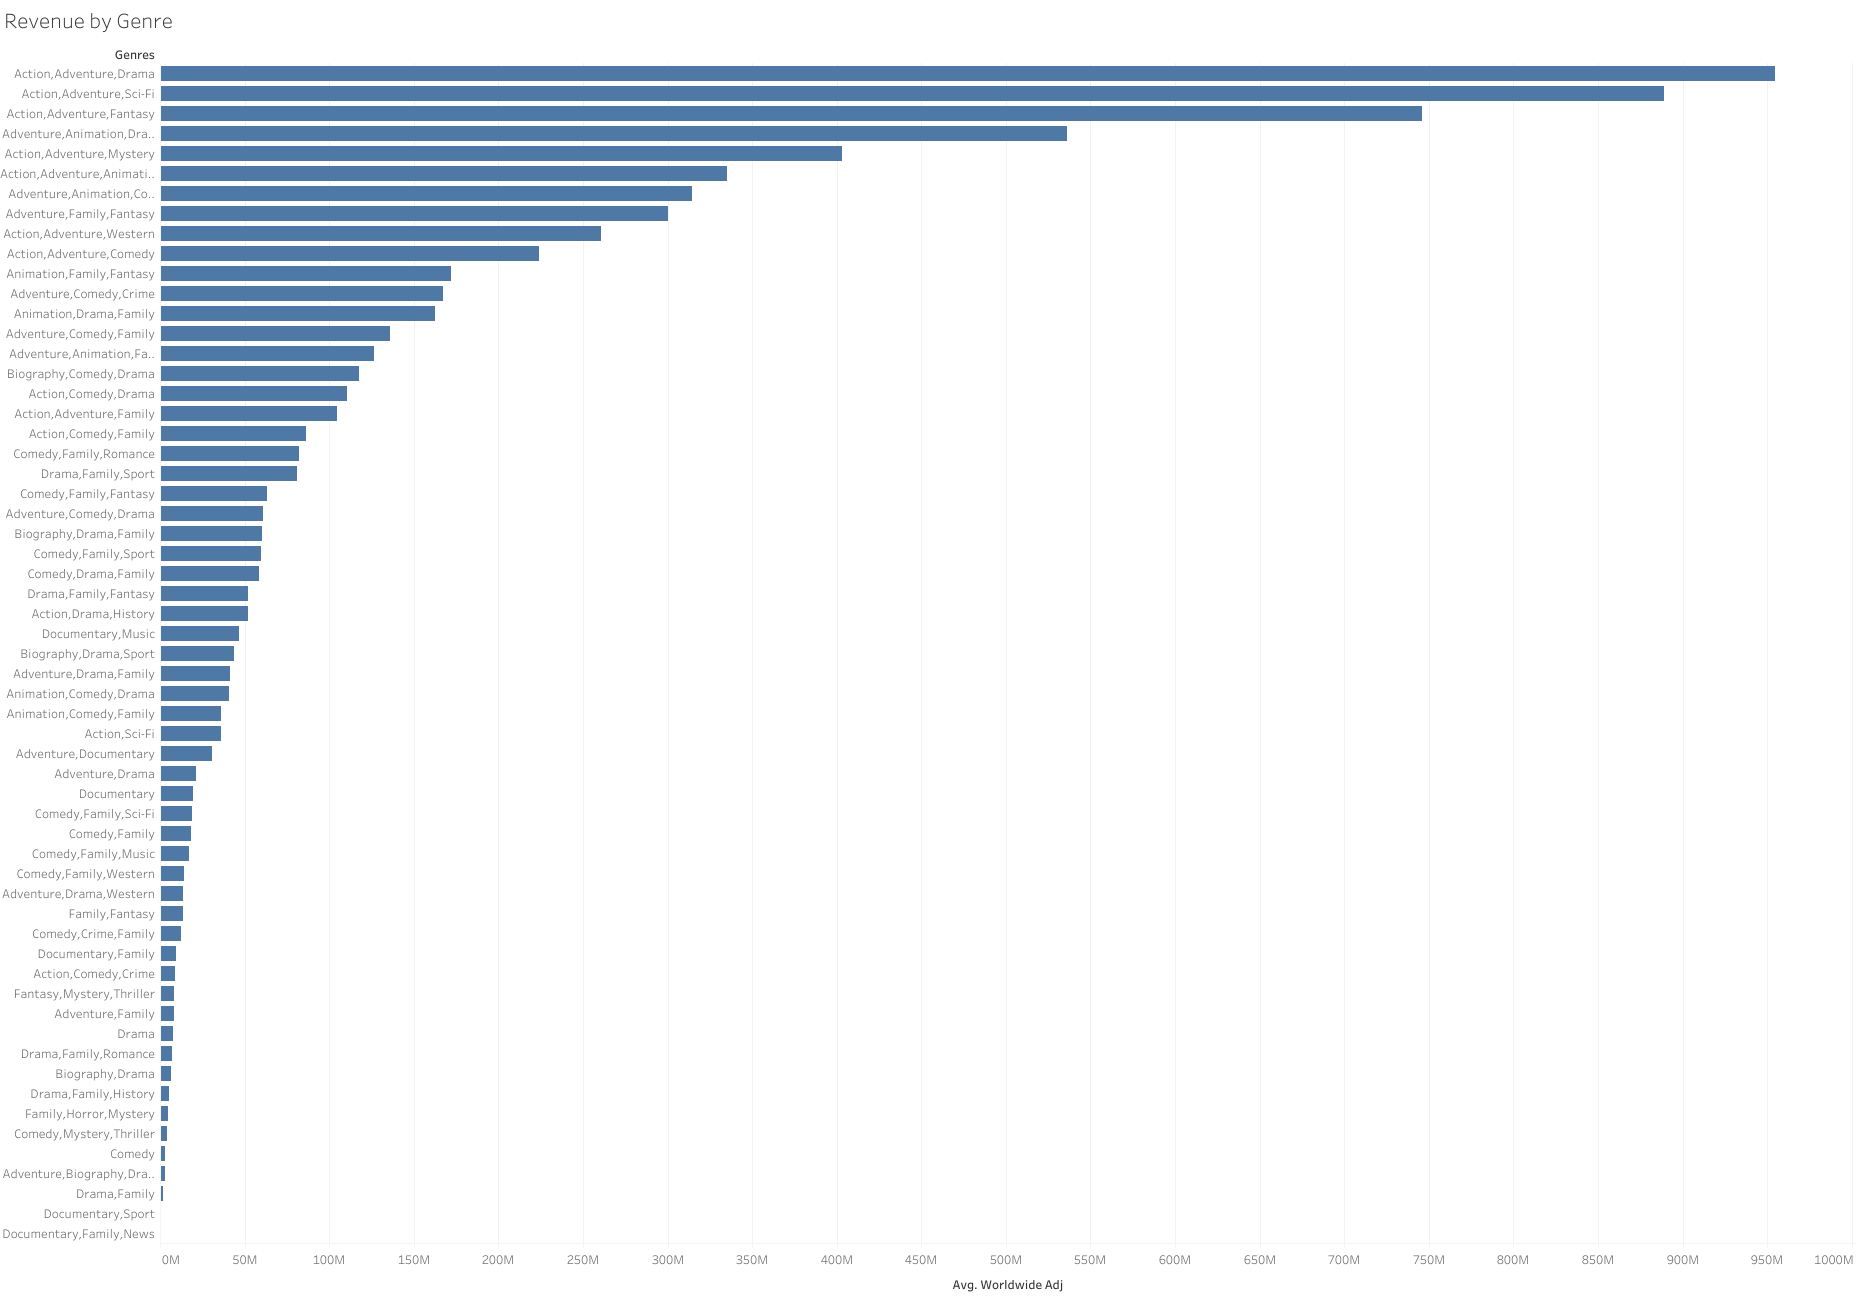 Revenue by Genre
Genres
Action,Adventure,Drama
Action,Adventure,Sci-Fi
Action,Adventure,Fantasy
Adventure,Animation,Dra..
Action,Adventure,Mystery
Action,Adventure,Animati..
Adventure,Animation,Co..
Adventure,Family,Fantasy
Action,Adventure,Western
Action,Adventure,Comedy
Animation,Family,Fantasy
Adventure,Comedy,Crime
Animation,Drama,Family
Adventure,Comedy,Family
Adventure,Animation,Fa..
Biography,Comedy,Drama
Action,Comedy,Drama
Action,Adventure,Family
Action,Comedy,Family
Comedy,Family,Romance
Drama,Family,Sport
Comedy,Family,Fantasy
Adventure,Comedy,Drama
Biography,Drama,Family
Comedy,Family,Sport
Comedy,Drama,Family
Drama,Family,Fantasy
Action,Drama,History
Documentary,Music
Biography,Drama,Sport
Adventure,Drama,Family
Animation,Comedy,Drama
Animation,Comedy,Family
Action,Sci-Fi
Adventure,Documentary
Adventure,Drama
Documentary
Comedy,Family,Sci-Fi
Comedy,Family
Comedy,Family,Music
Comedy,Family,Western
Adventure,Drama,Western
Family,Fantasy
Comedy,Crime,Family
Documentary,Family
Action,Comedy,Crime
Fantasy,Mystery,Thriller
Adventure,Family
Drama
Drama,Family,Romance
Biography,Drama
Drama,Family,History
Family,Horror,Mystery
Comedy,Mystery,Thriller
Comedy
Adventure,Biography,Dra..
Drama,Family
Documentary,Sport
Documentary,Family,News
0M 50M 100M 150M 200M 250M 300M 350M 400M 450M 500M 550M 600M 650M 700M 750M 800M 850M 900M 950M 1000M
Avg. Worldwide Adj